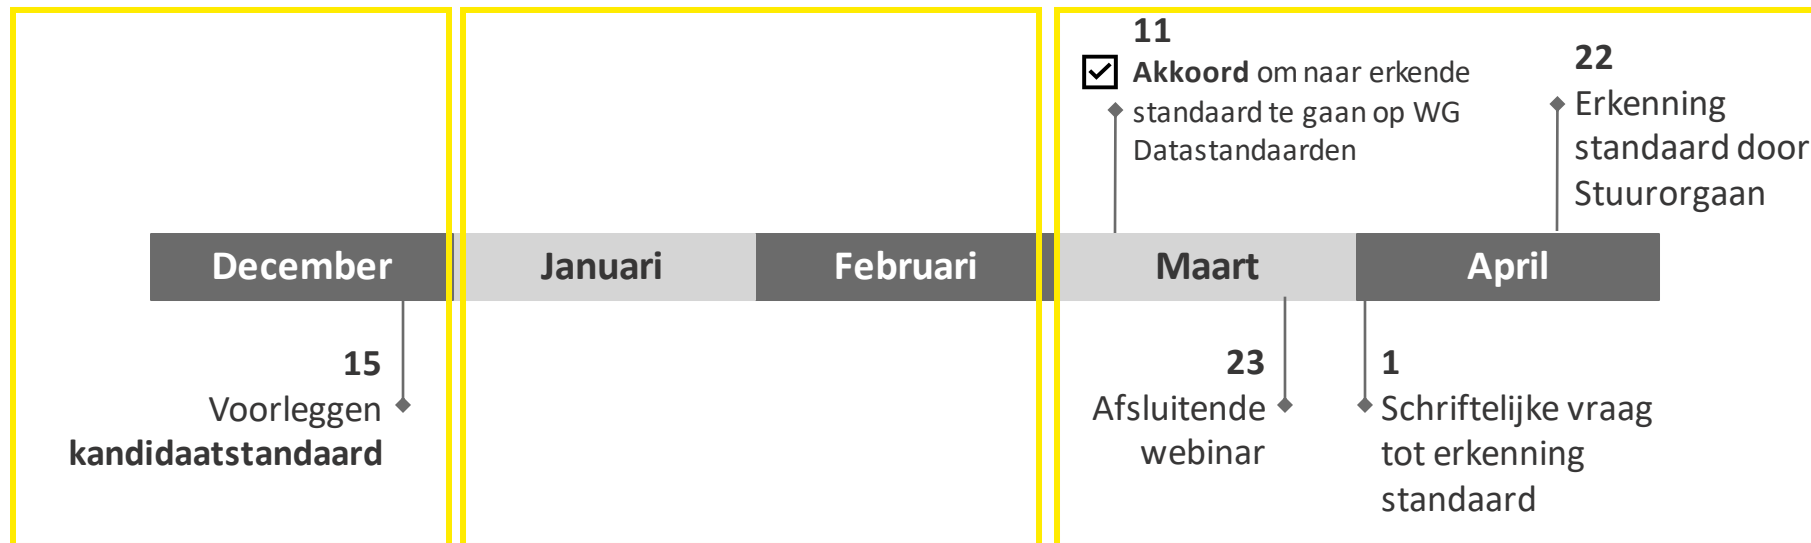 11
Akkoord om naar erkende
standaard te gaan op WG
Datastandaarden
22
Erkenning
standaard door
Stuurorgaan
December
Januari
Februari
Maart
April
15
Voorleggen
kandidaatstandaard
23
Afsluitende
webinar
1
Schriftelijke vraag
tot erkenning
standaard